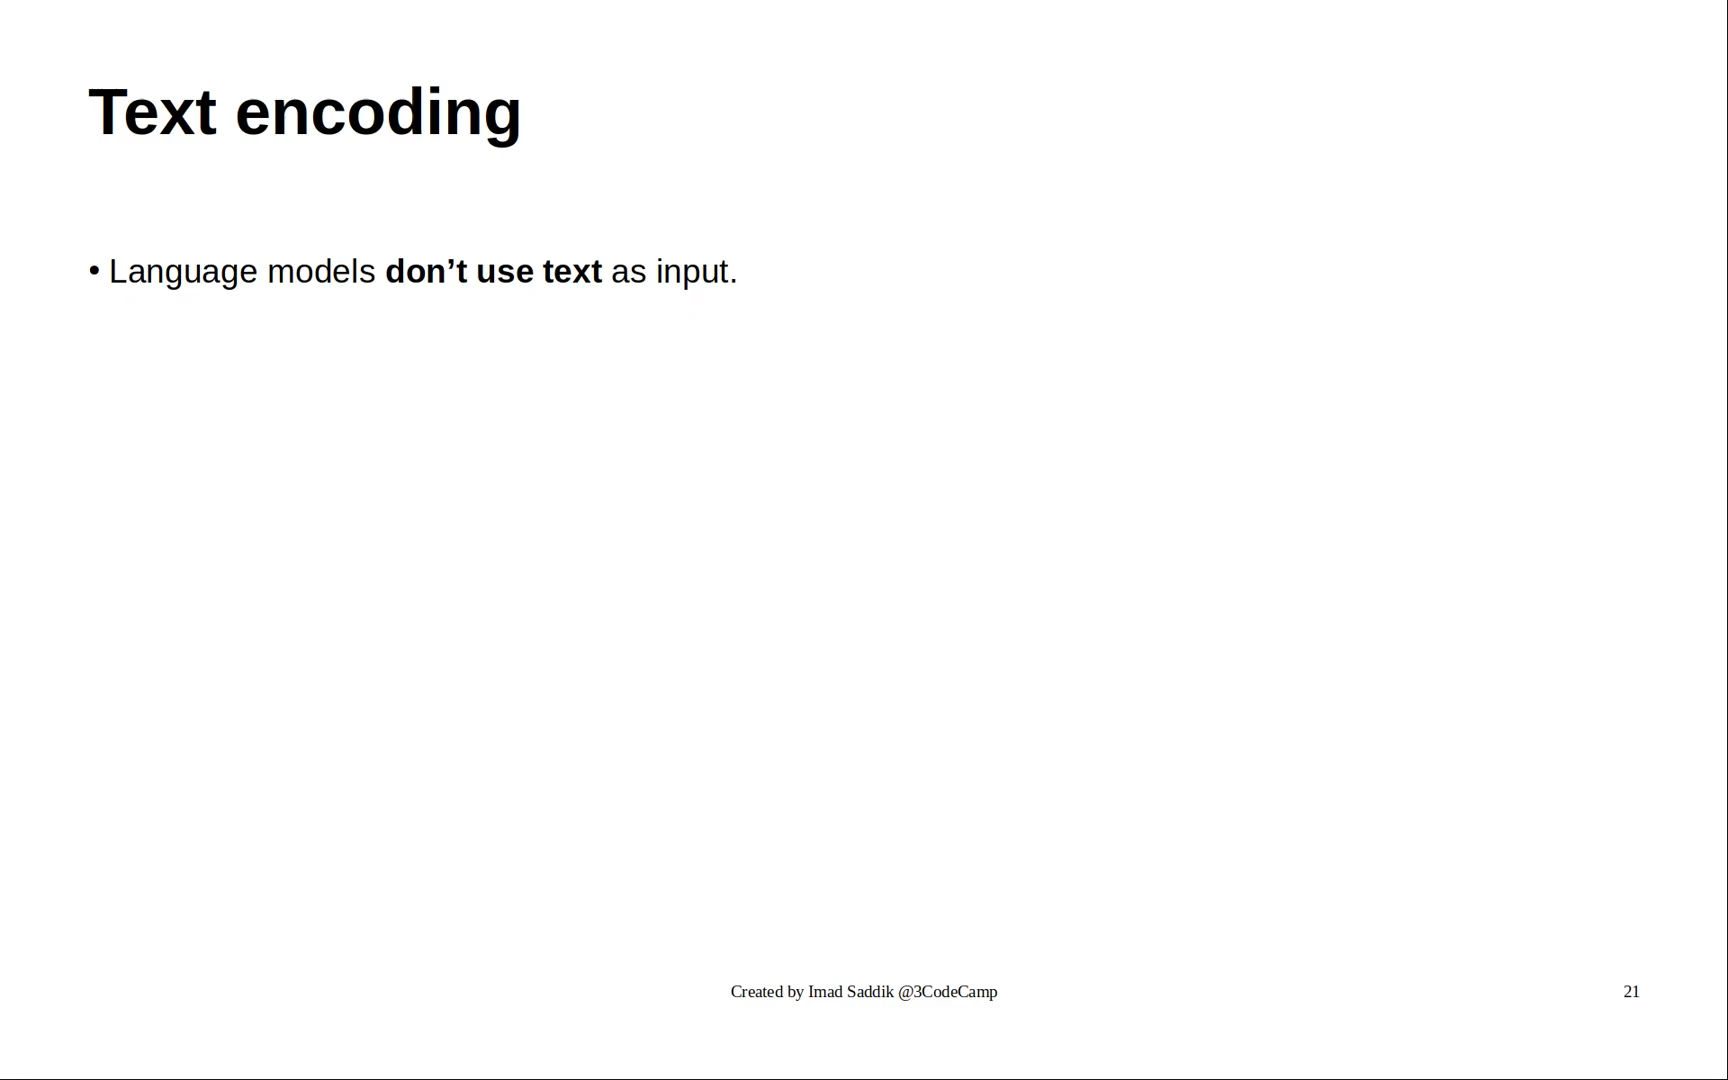 Text encoding
• Language models don’t use text as input.
Created by Imad Saddik @3CodeCamp
21